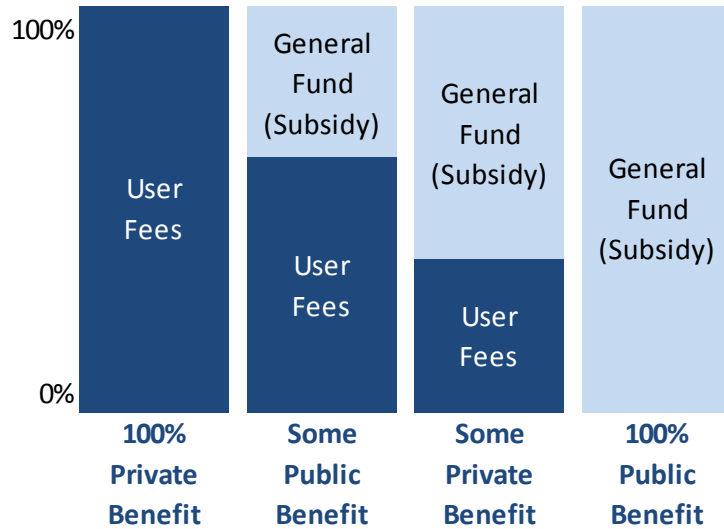 100%
0%
User
Fees
General
Fund
(Subsidy)
User
Fees
General
Fund
(Subsidy)
User
Fees
General
Fund
(Subsidy)
100%
Private
Benefit
Some
Public
Benefit
Some
Private
Benefit
100%
Public
Benefit